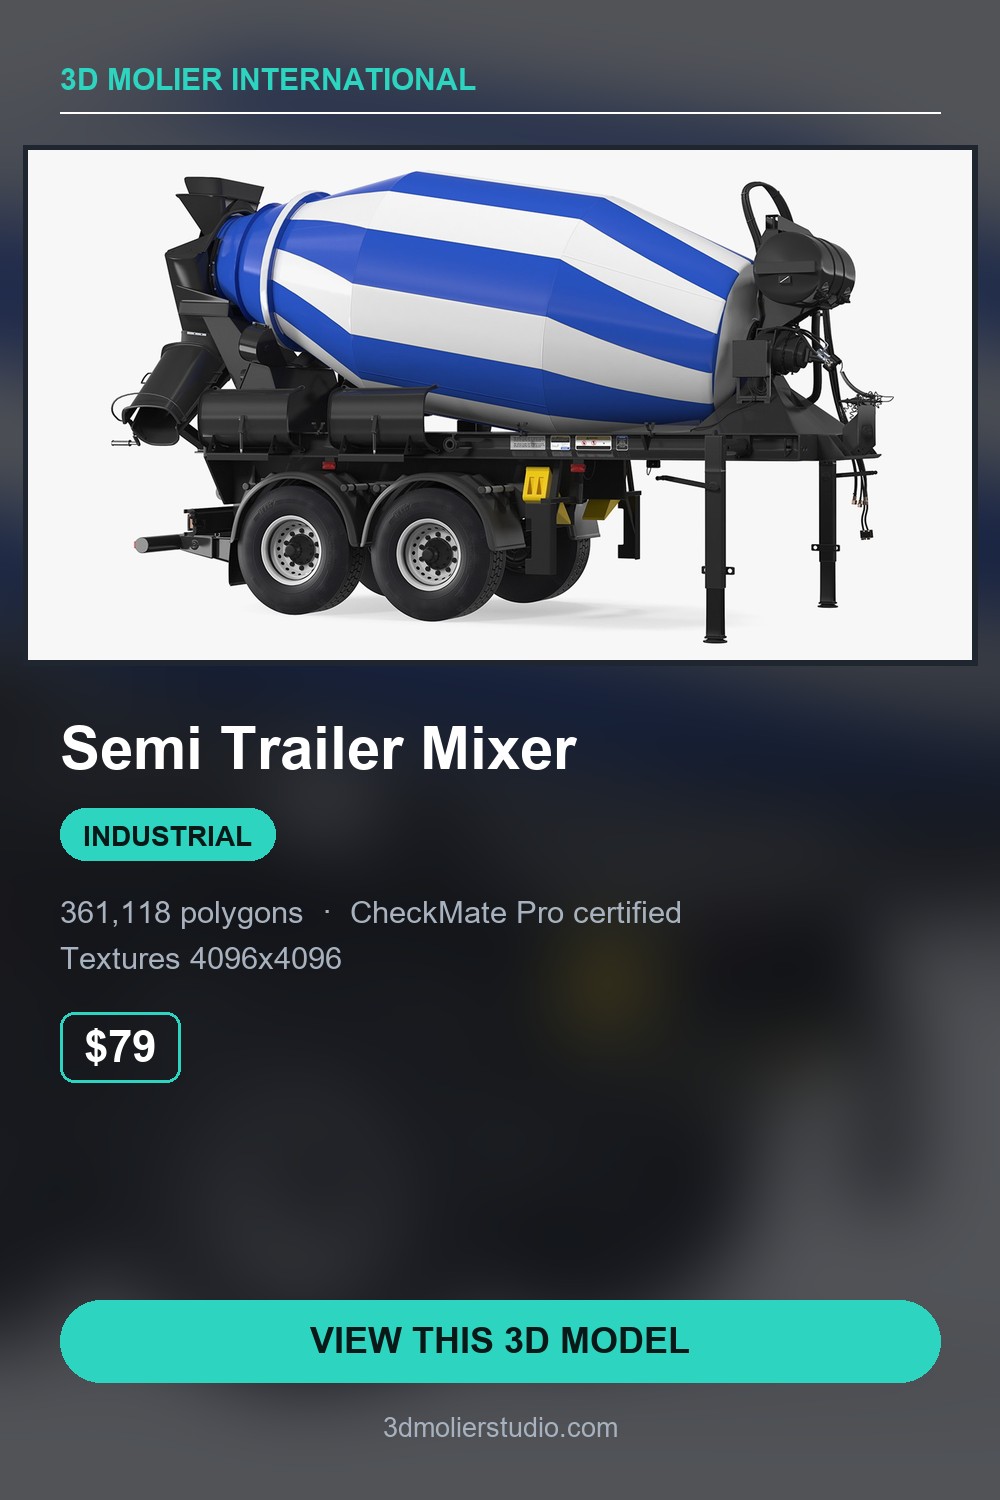 3D MOLIER INTERNATIONAL
Semi Trailer Mixer
INDUSTRIAL
361,118 polygons · CheckMate Pro certified
Textures 4096x4096
$79
VIEW THIS 3D MODEL
3dmolierstudio.com